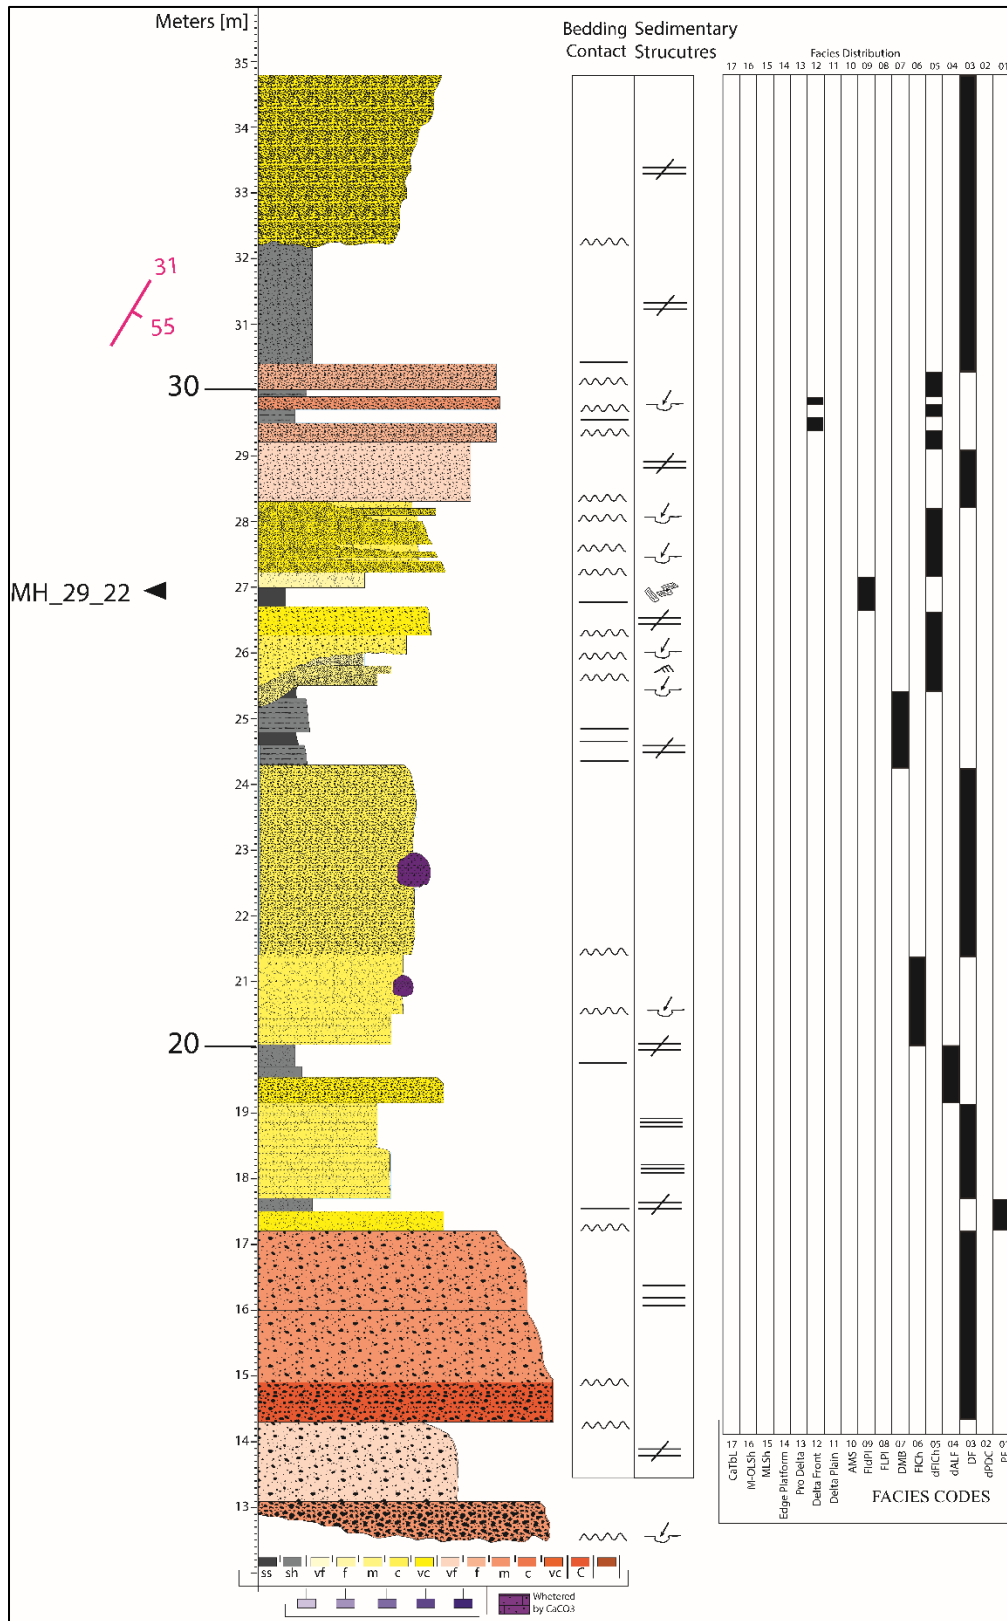 Meters [m]
Bedding Contact
Sedimentary Strucutres
Facies Distribution
17 16 15 14 13 12 11 10 09 08 07 06 05 04 03 02 01
35
34
33
32
31
31
55
30
29
28
MH_29_22
27
26
25
24
23
22
21
20
19
18
17
16
15
14
13
17 16 15 14 13 12 11 10 09 08 07 06 05 04 03 02 01
CaTbL
M-OLSh
MLSh
Edge Platform
Pro Delta
Delta Front
Delta Plain
AMS
FldPl
FLPl
DMB
FlCh
dFlCh
dALF
DF
dPDC
FACIES CODES
ss sh vf f m c vc vf f m c vc C
Whetered
by CaCO3